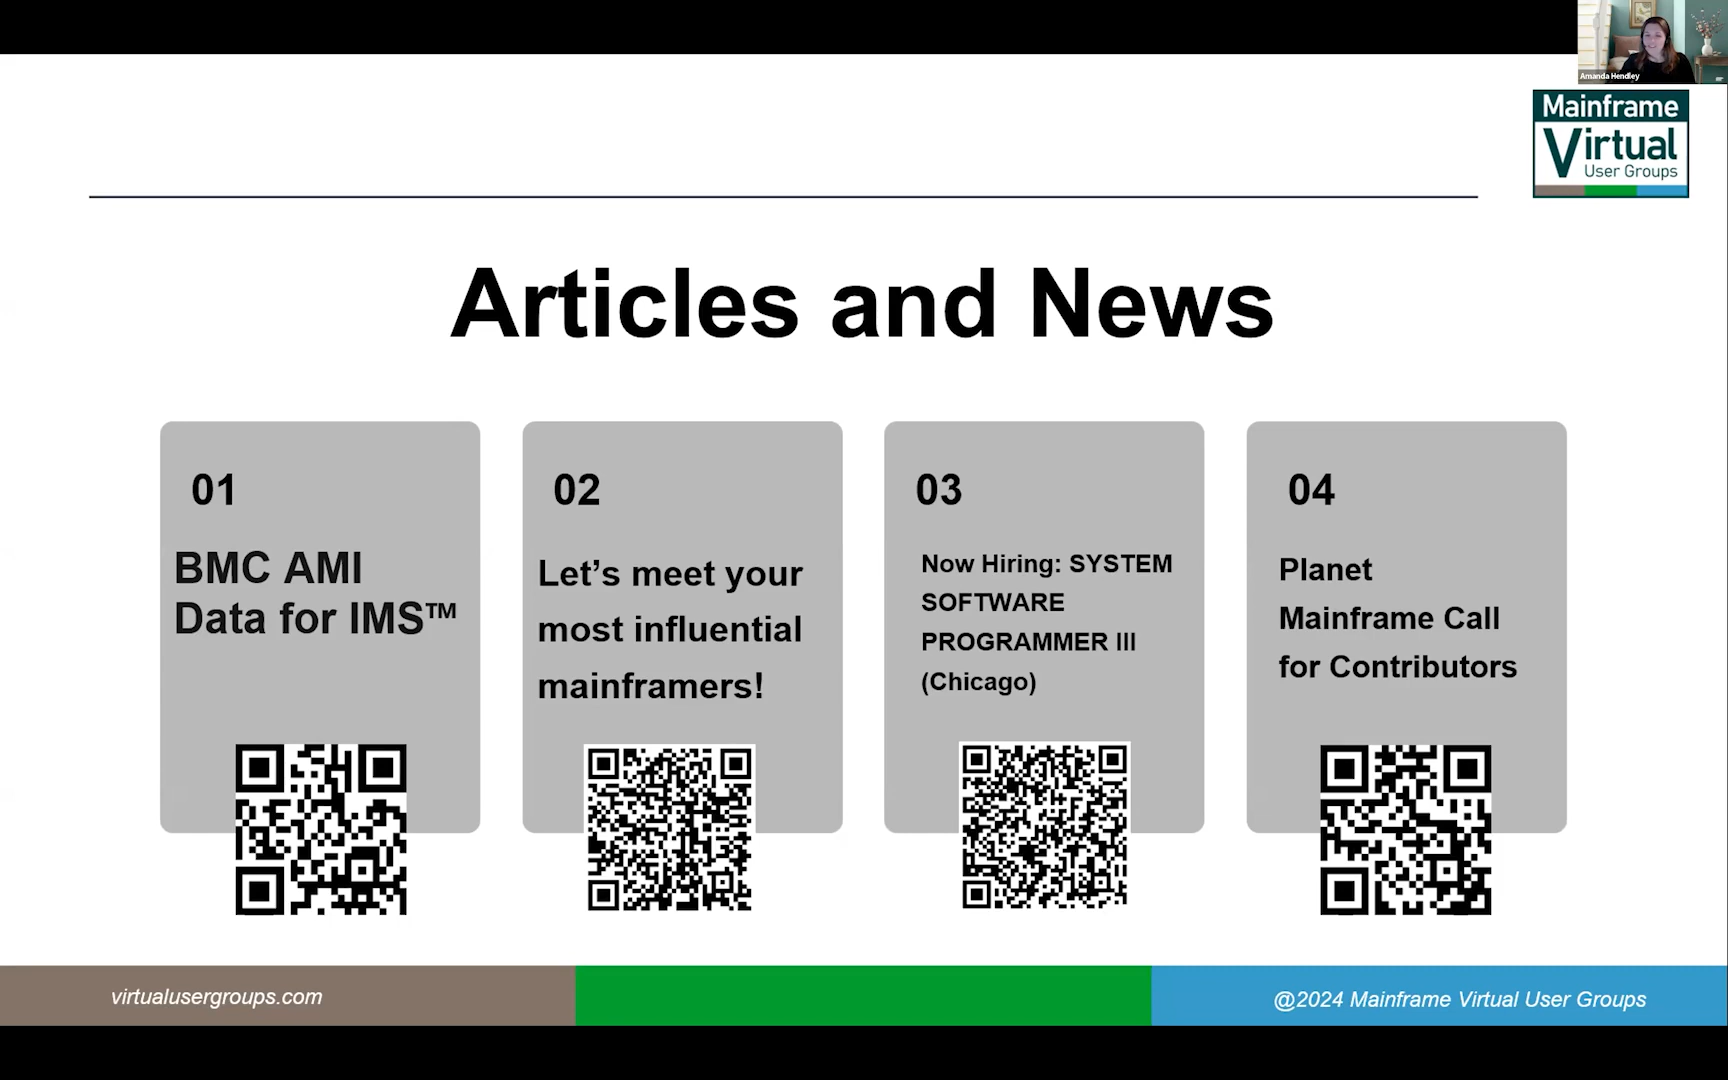 Amanda Hendley
Mainframe
Virtual
User Groups
Articles and News
01
BMC AMI
Data for IMS™
02
Let’s meet your
most influential
mainframers!
03
Now Hiring: SYSTEM
SOFTWARE
PROGRAMMER III
(Chicago)
04
Planet
Mainframe Call
for Contributors
virtualusergroups.com
@2024 Mainframe Virtual User Groups